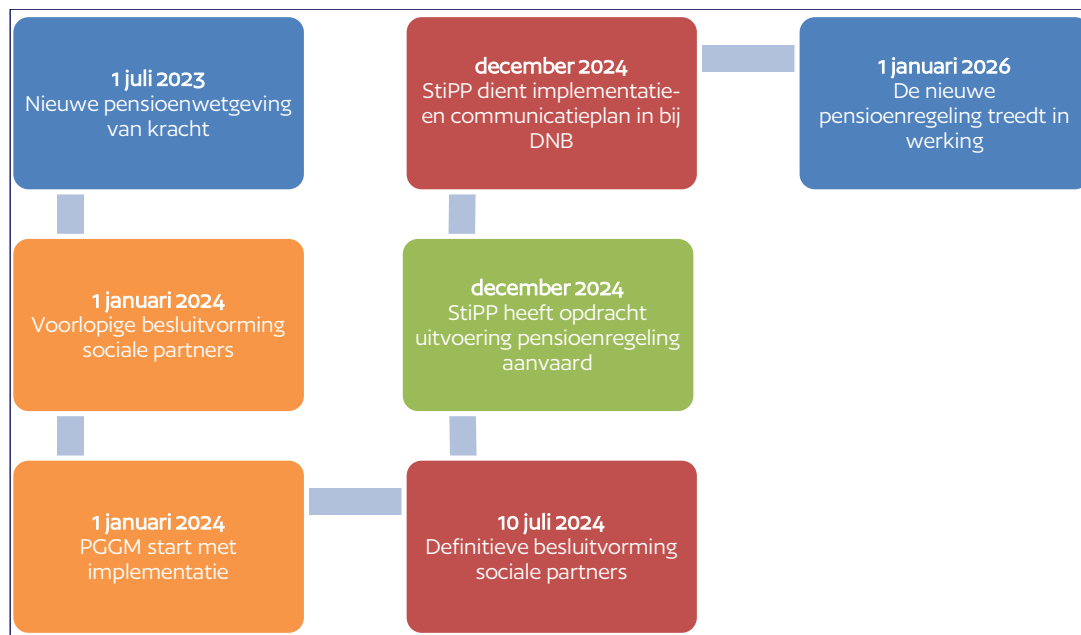 1 juli 2023
Nieuwe pensioenwetgeving
van kracht
1 januari 2024
Voorlopige besluitvorming
sociale partners
1 januari 2024
PGGM start met
implementatie
10 juli 2024
Definitieve besluitvorming
sociale partners
december 2024
StiPP heeft opdracht
uitvoering pensioenregeling
aanvaard
december 2024
StiPP dient implementatie-
en communicatieplan in bij
DNB
1 januari 2026
De nieuwe
pensioenregeling treedt in
werking